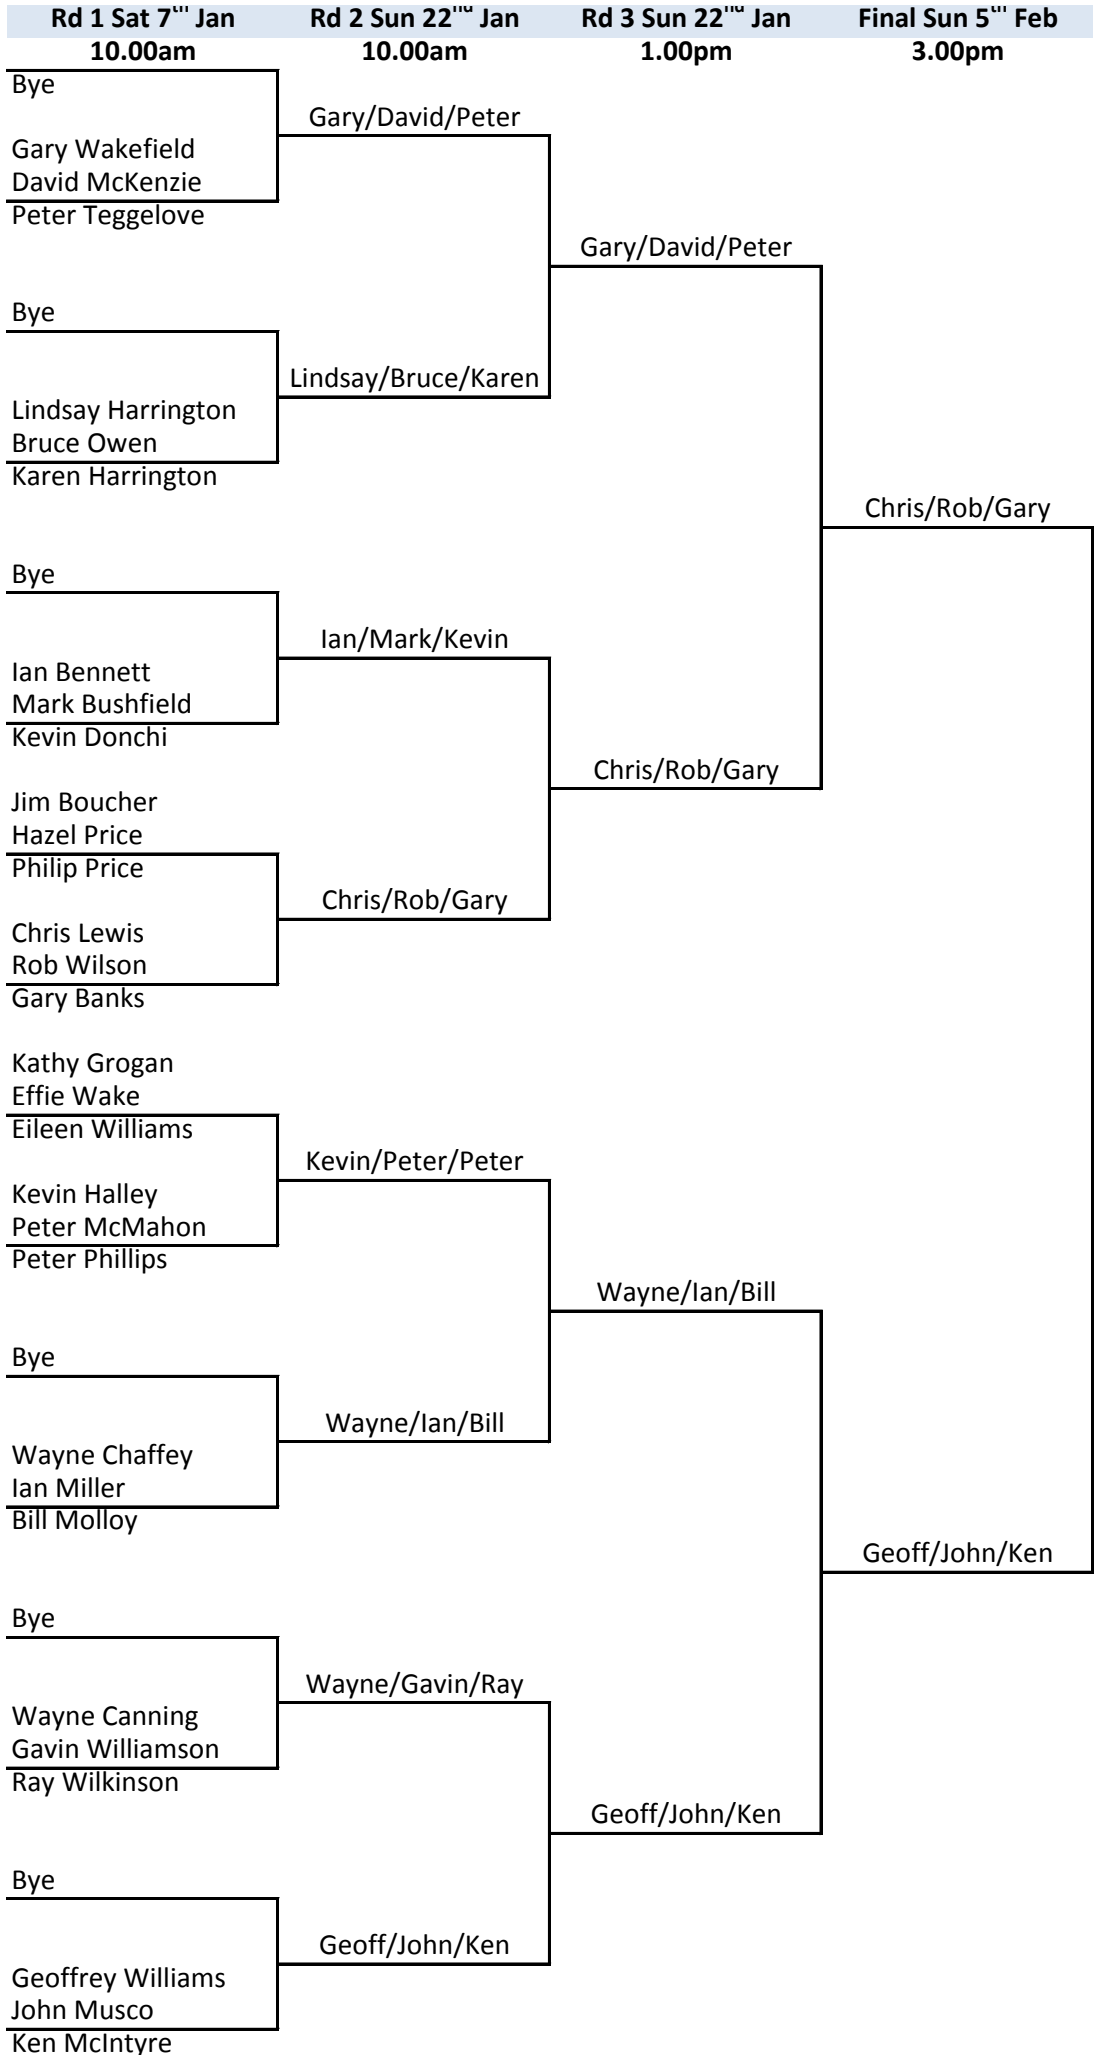 Rd 1 Sat 7th Jan
10.00am
Rd 2 Sun 22nd Jan
10.00am
Rd 3 Sun 22nd Jan
1.00pm
Final Sun 5th Feb
3.00pm
Bye
Gary Wakefield
David McKenzie
Peter Teggelove
Bye
Lindsay Harrington
Bruce Owen
Karen Harrington
Bye
Ian Bennett
Mark Bushfield
Kevin Donchi
Jim Boucher
Hazel Price
Philip Price
Chris Lewis
Rob Wilson
Gary Banks
Kathy Grogan
Effie Wake
Eileen Williams
Kevin Halley
Peter McMahon
Peter Phillips
Bye
Wayne Chaffey
Ian Miller
Bill Molloy
Bye
Wayne Canning
Gavin Williamson
Ray Wilkinson
Bye
Geoffrey Williams
John Musco
Ken McIntyre
Gary/David/Peter
Lindsay/Bruce/Karen
Ian/Mark/Kevin
Chris/Rob/Gary
Kevin/Peter/Peter
Wayne/Ian/Bill
Wayne/Gavin/Ray
Geoff/John/Ken
Gary/David/Peter
Chris/Rob/Gary
Wayne/Ian/Bill
Geoff/John/Ken
Chris/Rob/Gary
Geoff/John/Ken